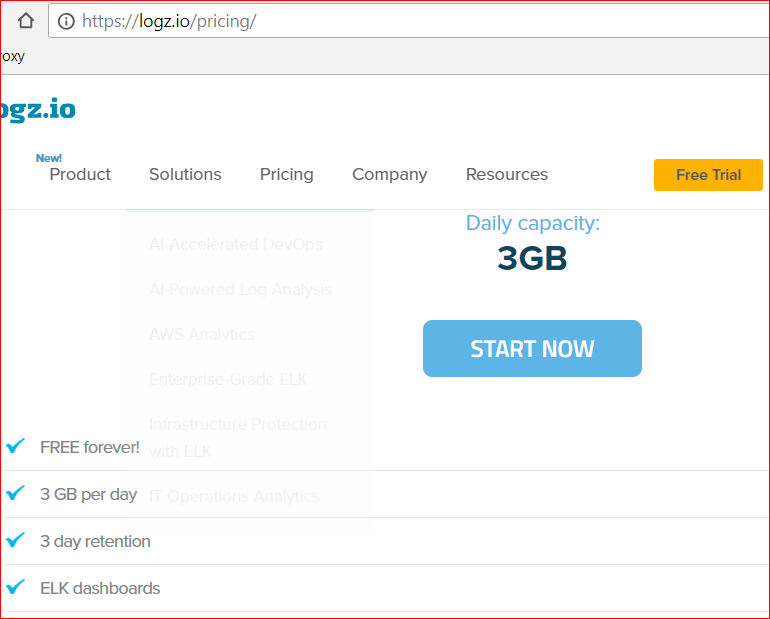 https://logz.io/pricing/
oxy
ogz.io
New!
Product Solutions Pricing Company Resources Free Trial
Daily capacity:
3GB
START NOW
AI-Accelerated DevOps
AI-Powered Log Analysis
AWS Analytics
Enterprise-Grade ELK
Infrastructure Protection
with ELK
IT Operations Analytics
FREE forever!
3 GB per day
3 day retention
ELK dashboards